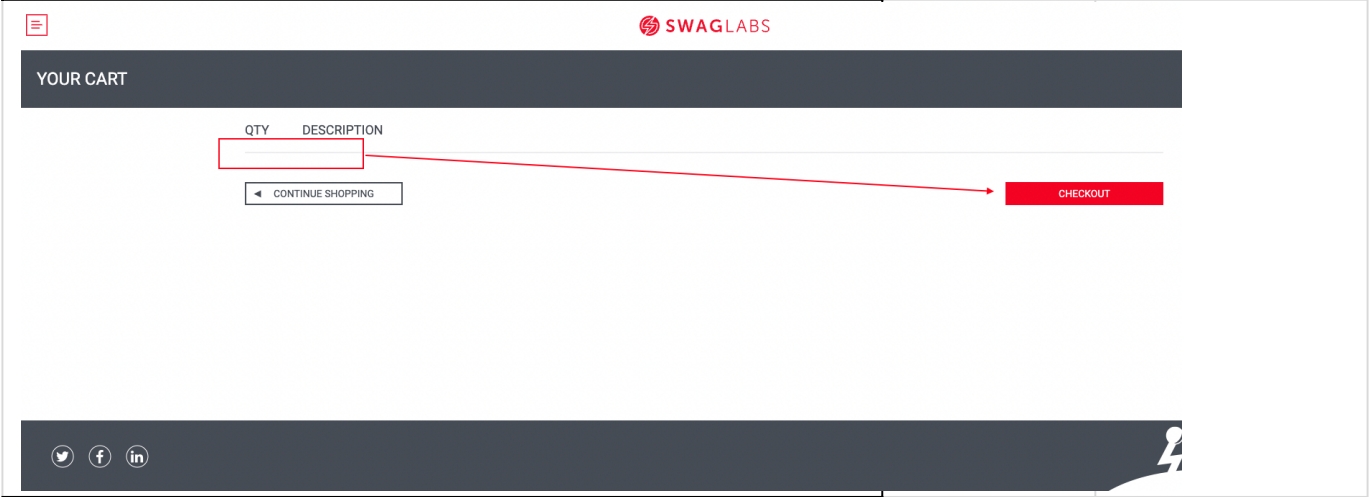 SWAGLABS
YOUR CART
QTY DESCRIPTION
CONTINUE SHOPPING
CHECKOUT